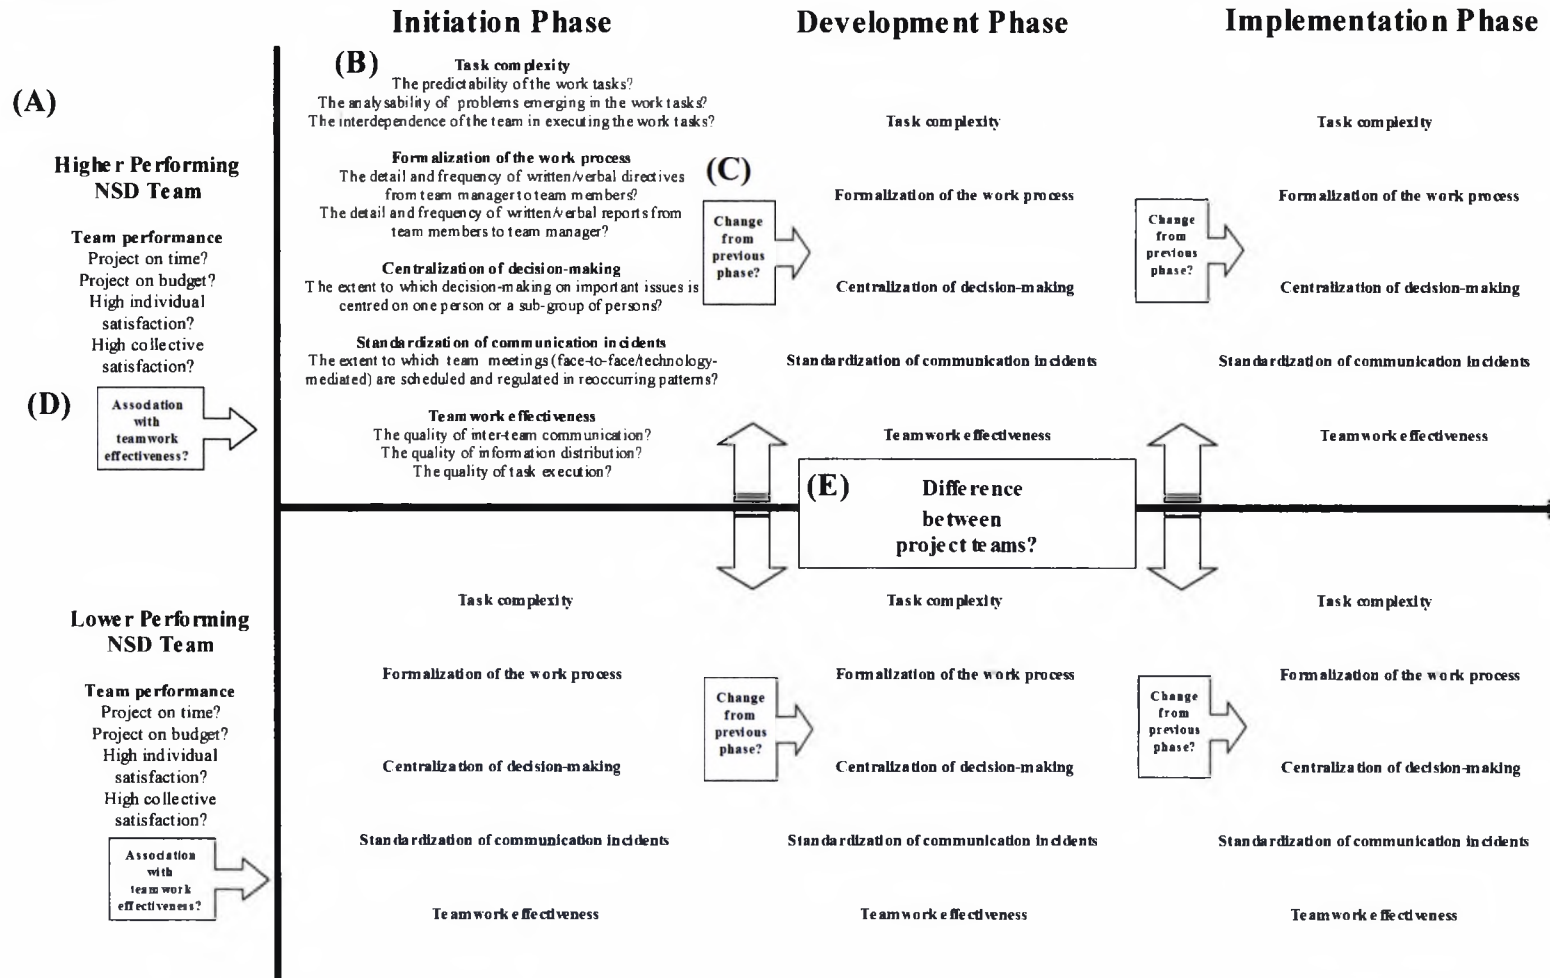 Initiation Phase
Development Phase
Implementation Phase
(A)
Higher Performing
NSD Team
Team performance
Project on time?
Project on budget?
High individual
satisfaction?
High collective
satisfaction?
(D)
Association
with
teamwork
effectiveness?
(B)
Task complexity
The predictability of the work tasks?
The analysability of problems emerging in the work tasks?
The interdependence of the team in executing the work tasks?
Formalization of the work process
The detail and frequency of written/verbal directives
from team manager to team members?
The detail and frequency of written/verbal reports from
team members to team manager?
Centralization of decision-making
The extent to which decision-making on important issues is
centred on one person or a sub-group of persons?
Standardization of communication incidents
The extent to which team meetings (face-to-face/technology-
mediated) are scheduled and regulated in reoccurring patterns?
Teamwork effectiveness
The quality of inter-team communication?
The quality of information distribution?
The quality of task execution?
(C)
Change
from
previous
phase?
Task complexity
Formalization of the work process
Centralization of decision-making
Standardization of communication incidents
Teamwork effectiveness
Change
from
previous
phase?
Task complexity
Formalization of the work process
Centralization of decision-making
Standardization of communication incidents
Teamwork effectiveness
(E)
Difference
between
project teams?
Lower Performing
NSD Team
Team performance
Project on time?
Project on budget?
High individual
satisfaction?
High collective
satisfaction?
Association
with
teamwork
effectiveness?
Task complexity
Formalization of the work process
Centralization of decision-making
Standardization of communication incidents
Teamwork effectiveness
Change
from
previous
phase?
Task complexity
Formalization of the work process
Centralization of decision-making
Standardization of communication incidents
Teamwork effectiveness
Change
from
previous
phase?
Task complexity
Formalization of the work process
Centralization of decision-making
Standardization of communication incidents
Teamwork effectiveness